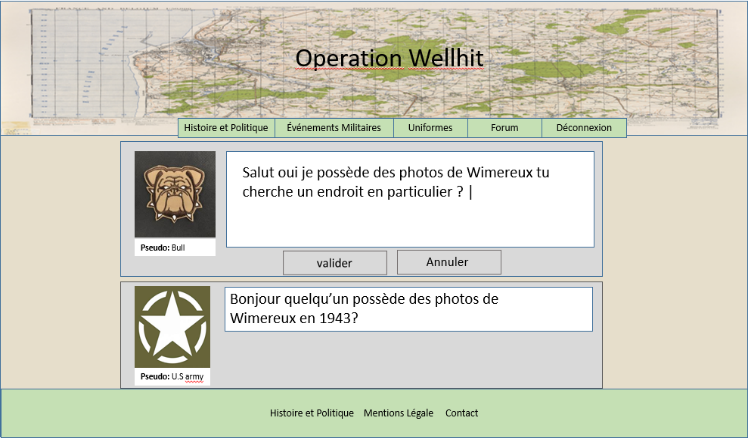 Operation Wellhit
Histoire et Politique Événements Militaires Uniformes Forum Déconnexion
Salut oui je possède des photos de Wimereux tu
cherche un endroit en particulier ? |
Pseudo: Bull
valider Annuler
Bonjour quelqu’un possède des photos de
Wimereux en 1943?
Pseudo: U.S army
Histoire et Politique Mentions Légale Contact